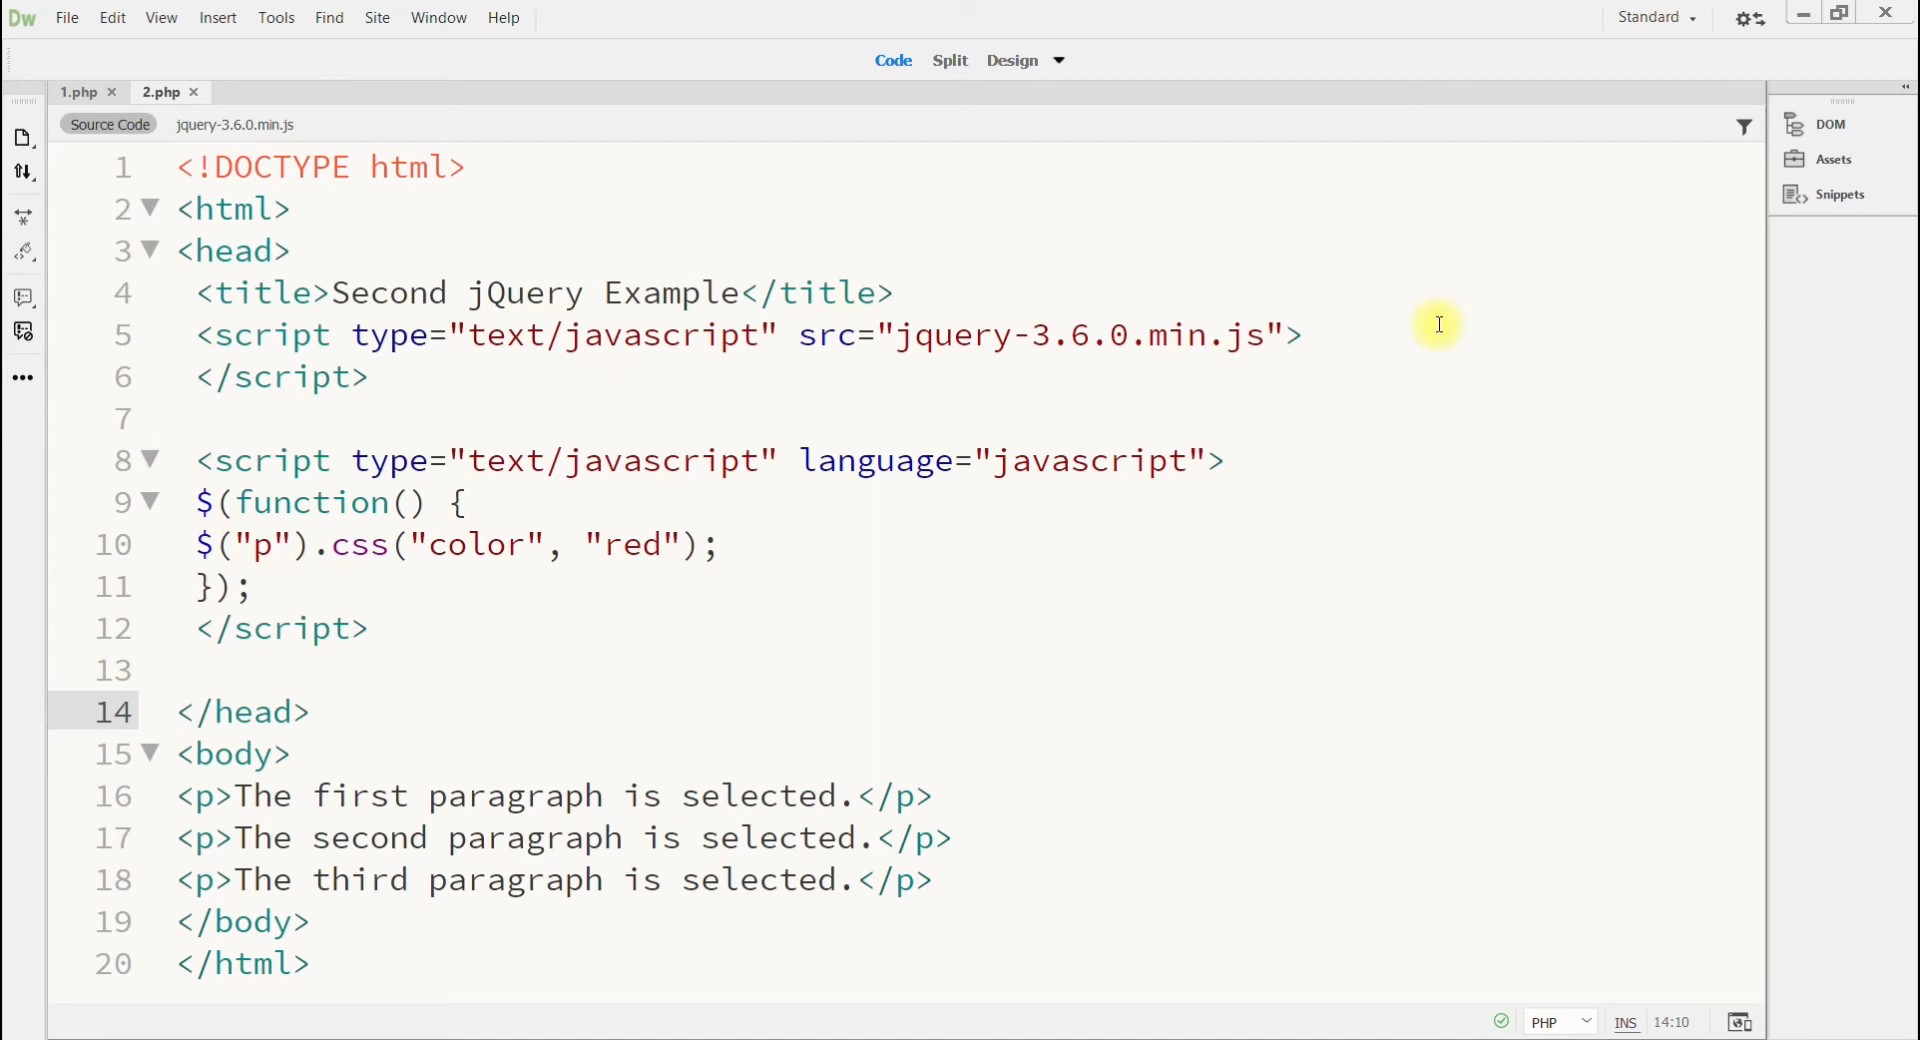 Dw File Edit View Insert Tools Find Site Window Help Standard
Code Split Design
1.php 2.php
Source Code jquery-3.6.0.min.js
DOM
Assets
Snippets
1 <!DOCTYPE html>
2 <html>
3 <head>
4 <title>Second jQuery Example</title>
5 <script type="text/javascript" src="jquery-3.6.0.min.js">
6 </script>
7
8 <script type="text/javascript" language="javascript">
9 $(function() {
10 $("p").css("color", "red");
11 });
12 </script>
13
14 </head>
15 <body>
16 <p>The first paragraph is selected.</p>
17 <p>The second paragraph is selected.</p>
18 <p>The third paragraph is selected.</p>
19 </body>
20 </html>
PHP INS 14:10